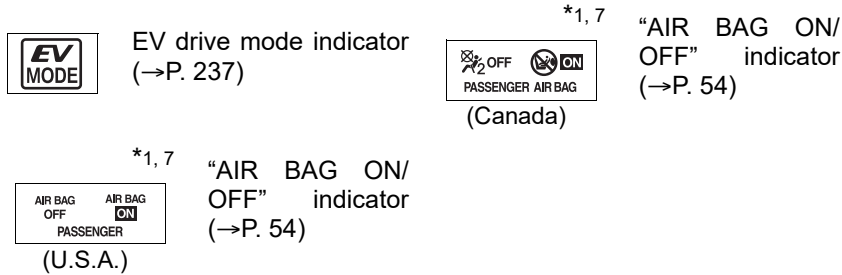 EV
MODE
EV drive mode indicator
(→P. 237)
*1, 7
AIR BAG OFF
AIR BAG ON
PASSENGER
(U.S.A.)
“AIR BAG ON/
OFF” indicator
(→P. 54)
*1, 7
2 OFF ON
PASSENGER AIR BAG
(Canada)
“AIR BAG ON/
OFF” indicator
(→P. 54)